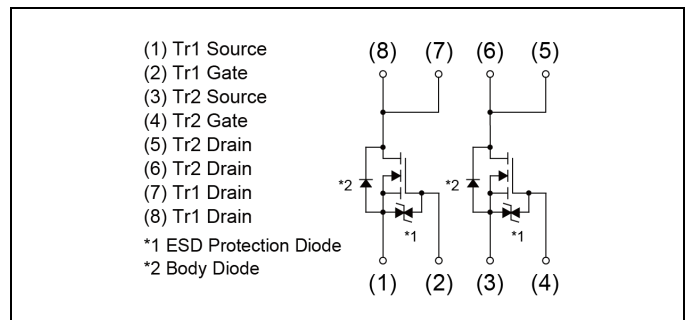 (1) Tr1 Source
(2) Tr1 Gate
(3) Tr2 Source
(4) Tr2 Gate
(5) Tr2 Drain
(6) Tr2 Drain
(7) Tr1 Drain
(8) Tr1 Drain
*1 ESD Protection Diode
*2 Body Diode
(8) (7) (6) (5)
*2 *2
*1 *1
(1) (2) (3) (4)